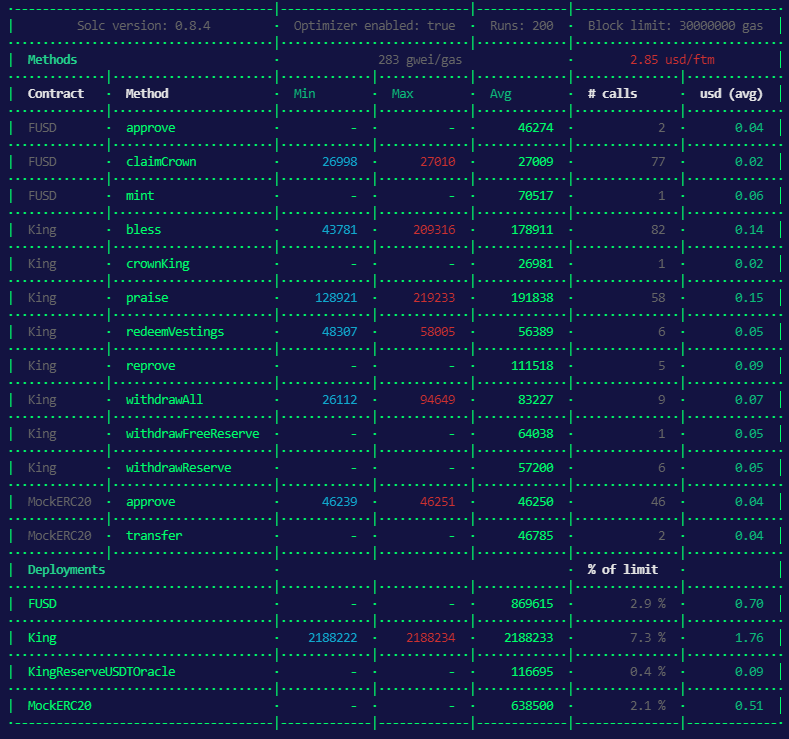 Solc version: 0.8.4 · Optimizer enabled: true · Runs: 200 · Block limit: 30000000 gas
Methods · 283 gwei/gas · 2.85 usd/ftm
Contract · Method · Min · Max · Avg · # calls · usd (avg)
FUSD · approve · - · - · 46274 · 2 · 0.04
FUSD · claimCrown · 26998 · 27010 · 27009 · 77 · 0.02
FUSD · mint · - · - · 70517 · 1 · 0.06
King · bless · 43781 · 209316 · 178911 · 82 · 0.14
King · crownKing · - · - · 26981 · 1 · 0.02
King · praise · 128921 · 219233 · 191838 · 58 · 0.15
King · redeemVestings · 48307 · 58005 · 56389 · 6 · 0.05
King · reprove · - · - · 111518 · 5 · 0.09
King · withdrawAll · 26112 · 94649 · 83227 · 9 · 0.07
King · withdrawFreeReserve · - · - · 64038 · 1 · 0.05
King · withdrawReserve · - · - · 57200 · 6 · 0.05
MockERC20 · approve · 46239 · 46251 · 46250 · 46 · 0.04
MockERC20 · transfer · - · - · 46785 · 2 · 0.04
Deployments · · % of limit ·
FUSD · - · - · 869615 · 2.9 % · 0.70
King · 2188222 · 2188234 · 2188233 · 7.3 % · 1.76
KingReserveUSDTOracle · - · - · 116695 · 0.4 % · 0.09
MockERC20 · - · - · 638500 · 2.1 % · 0.51